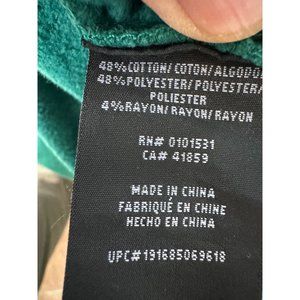 48%COTTON/COTON/ALGODO
48%POLYESTER/POLYESTER/
POLIESTER
4%RAYON/RAYON/RAYON
RN# 0101531
CA# 41859
MADE IN CHINA
FABRIQUÉ EN CHINE
HECHO EN CHINA
UPC#191685069618